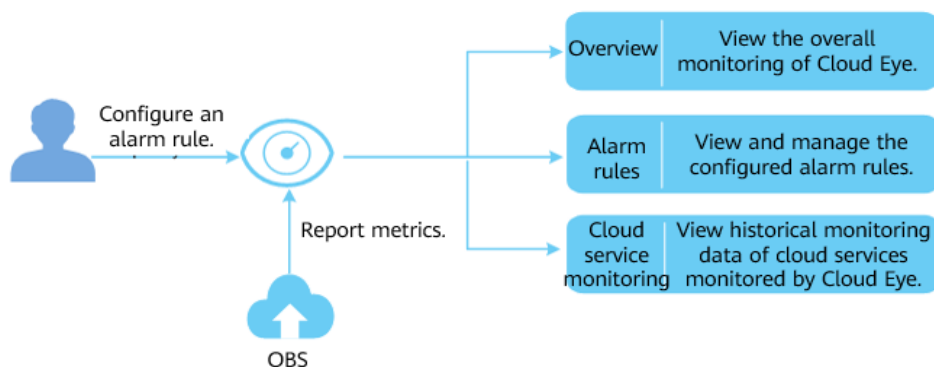 Configure an
alarm rule.
Report metrics.
OBS
Overview
View the overall
monitoring of Cloud Eye.
Alarm
rules
View and manage the
configured alarm rules.
Cloud
service
monitoring
View historical monitoring
data of cloud services
monitored by Cloud Eye.